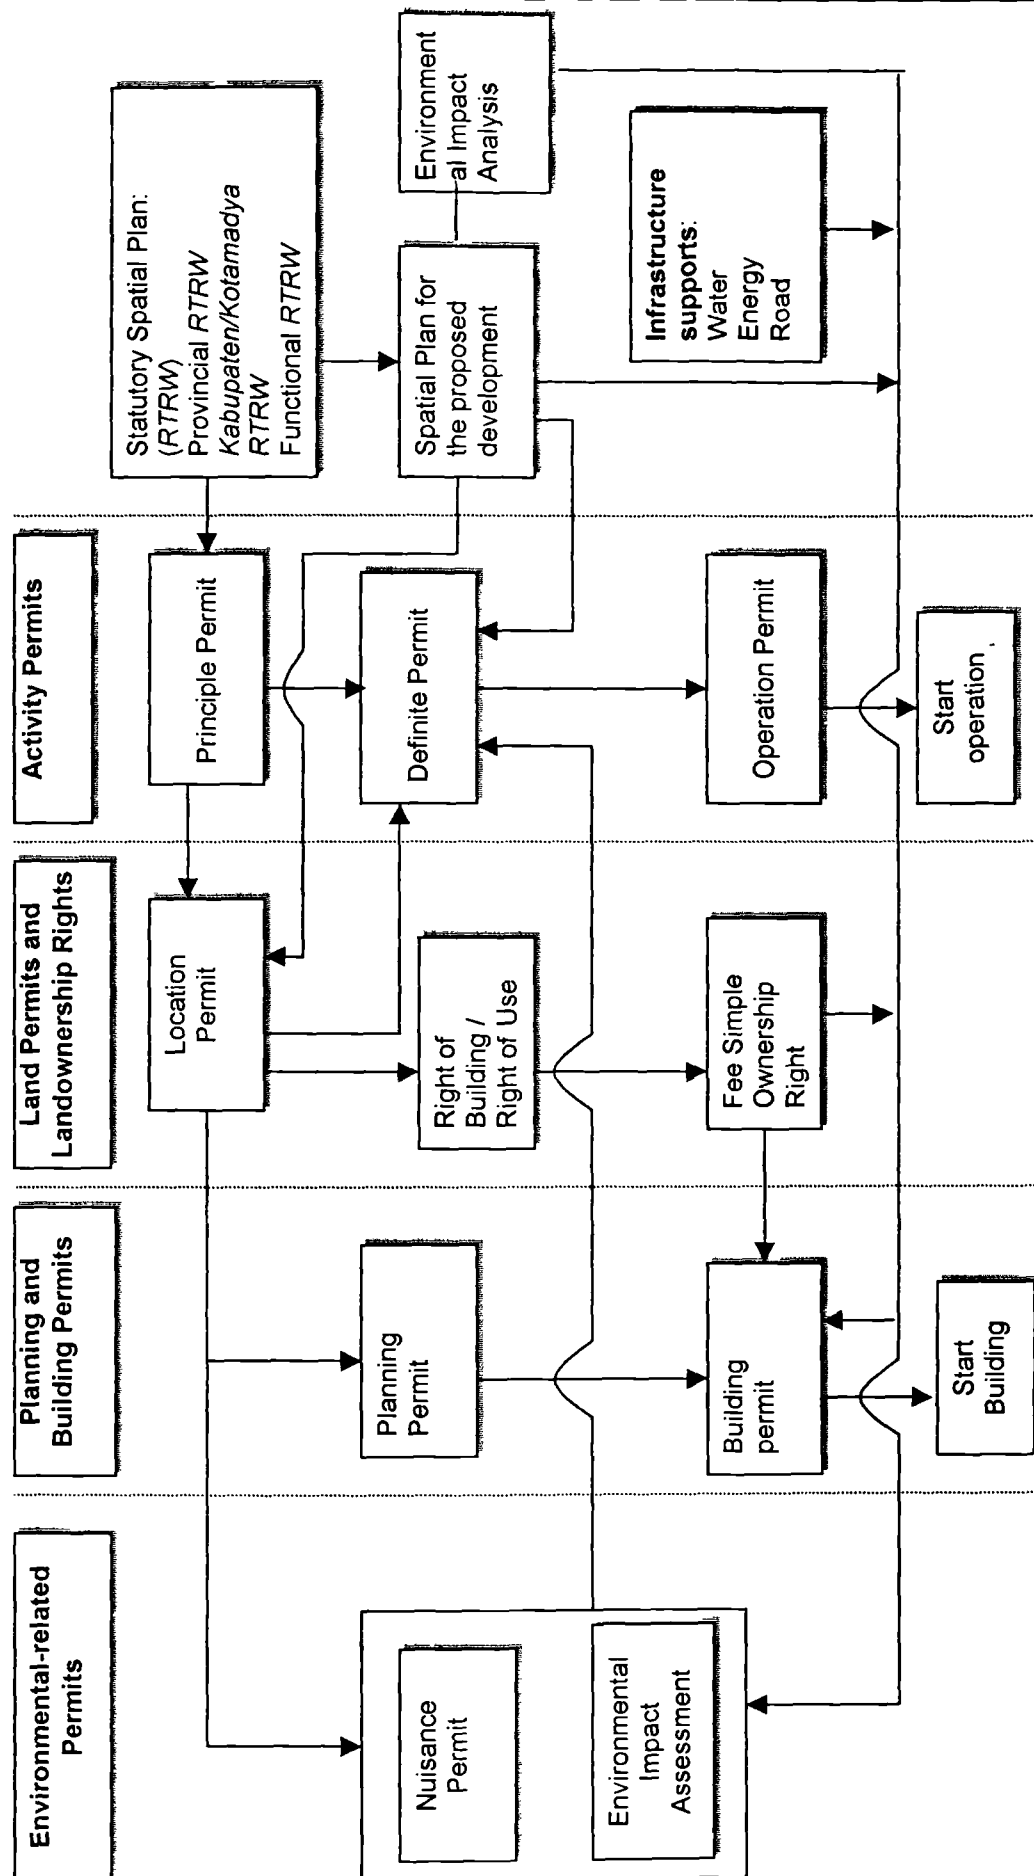 Environmental-related
Permits
Planning and
Building Permits
Land Permits and
Landownership Rights
Activity Permits
Location
Permit
Principle Permit
Statutory Spatial Plan:
(RTRW)
Provincial RTRW
Kabupaten/Kotamadya
RTRW
Functional RTRW
Nuisance
Permit
Planning
Permit
Right of
Building /
Right of Use
Definite Permit
Spatial Plan for
the proposed
development
Environment
al Impact
Analysis
Environmental
Impact
Assessment
Building
permit
Fee Simple
Ownership
Right
Operation Permit
Infrastructure
supports:
Water
Energy
Road
Start
Building
Start
operation